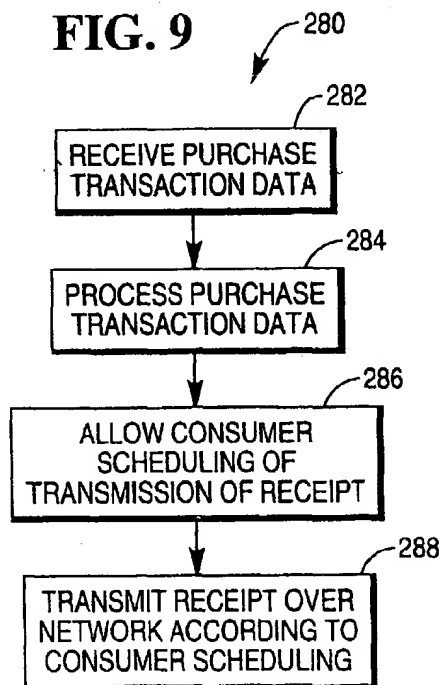 FIG. 9
280
282
RECEIVE PURCHASE
TRANSACTION DATA
284
PROCESS PURCHASE
TRANSACTION DATA
286
ALLOW CONSUMER
SCHEDULING OF
TRANSMISSION OF RECEIPT
288
TRANSMIT RECEIPT OVER
NETWORK ACCORDING TO
CONSUMER SCHEDULING